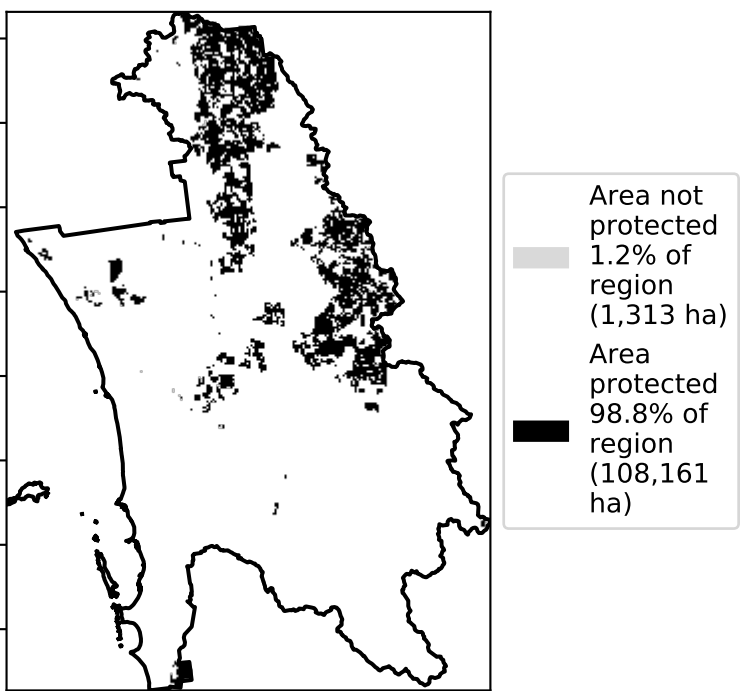 Area not
protected
1.2% of
region
(1,313 ha)
Area
protected
98.8% of
region
(108,161
ha)